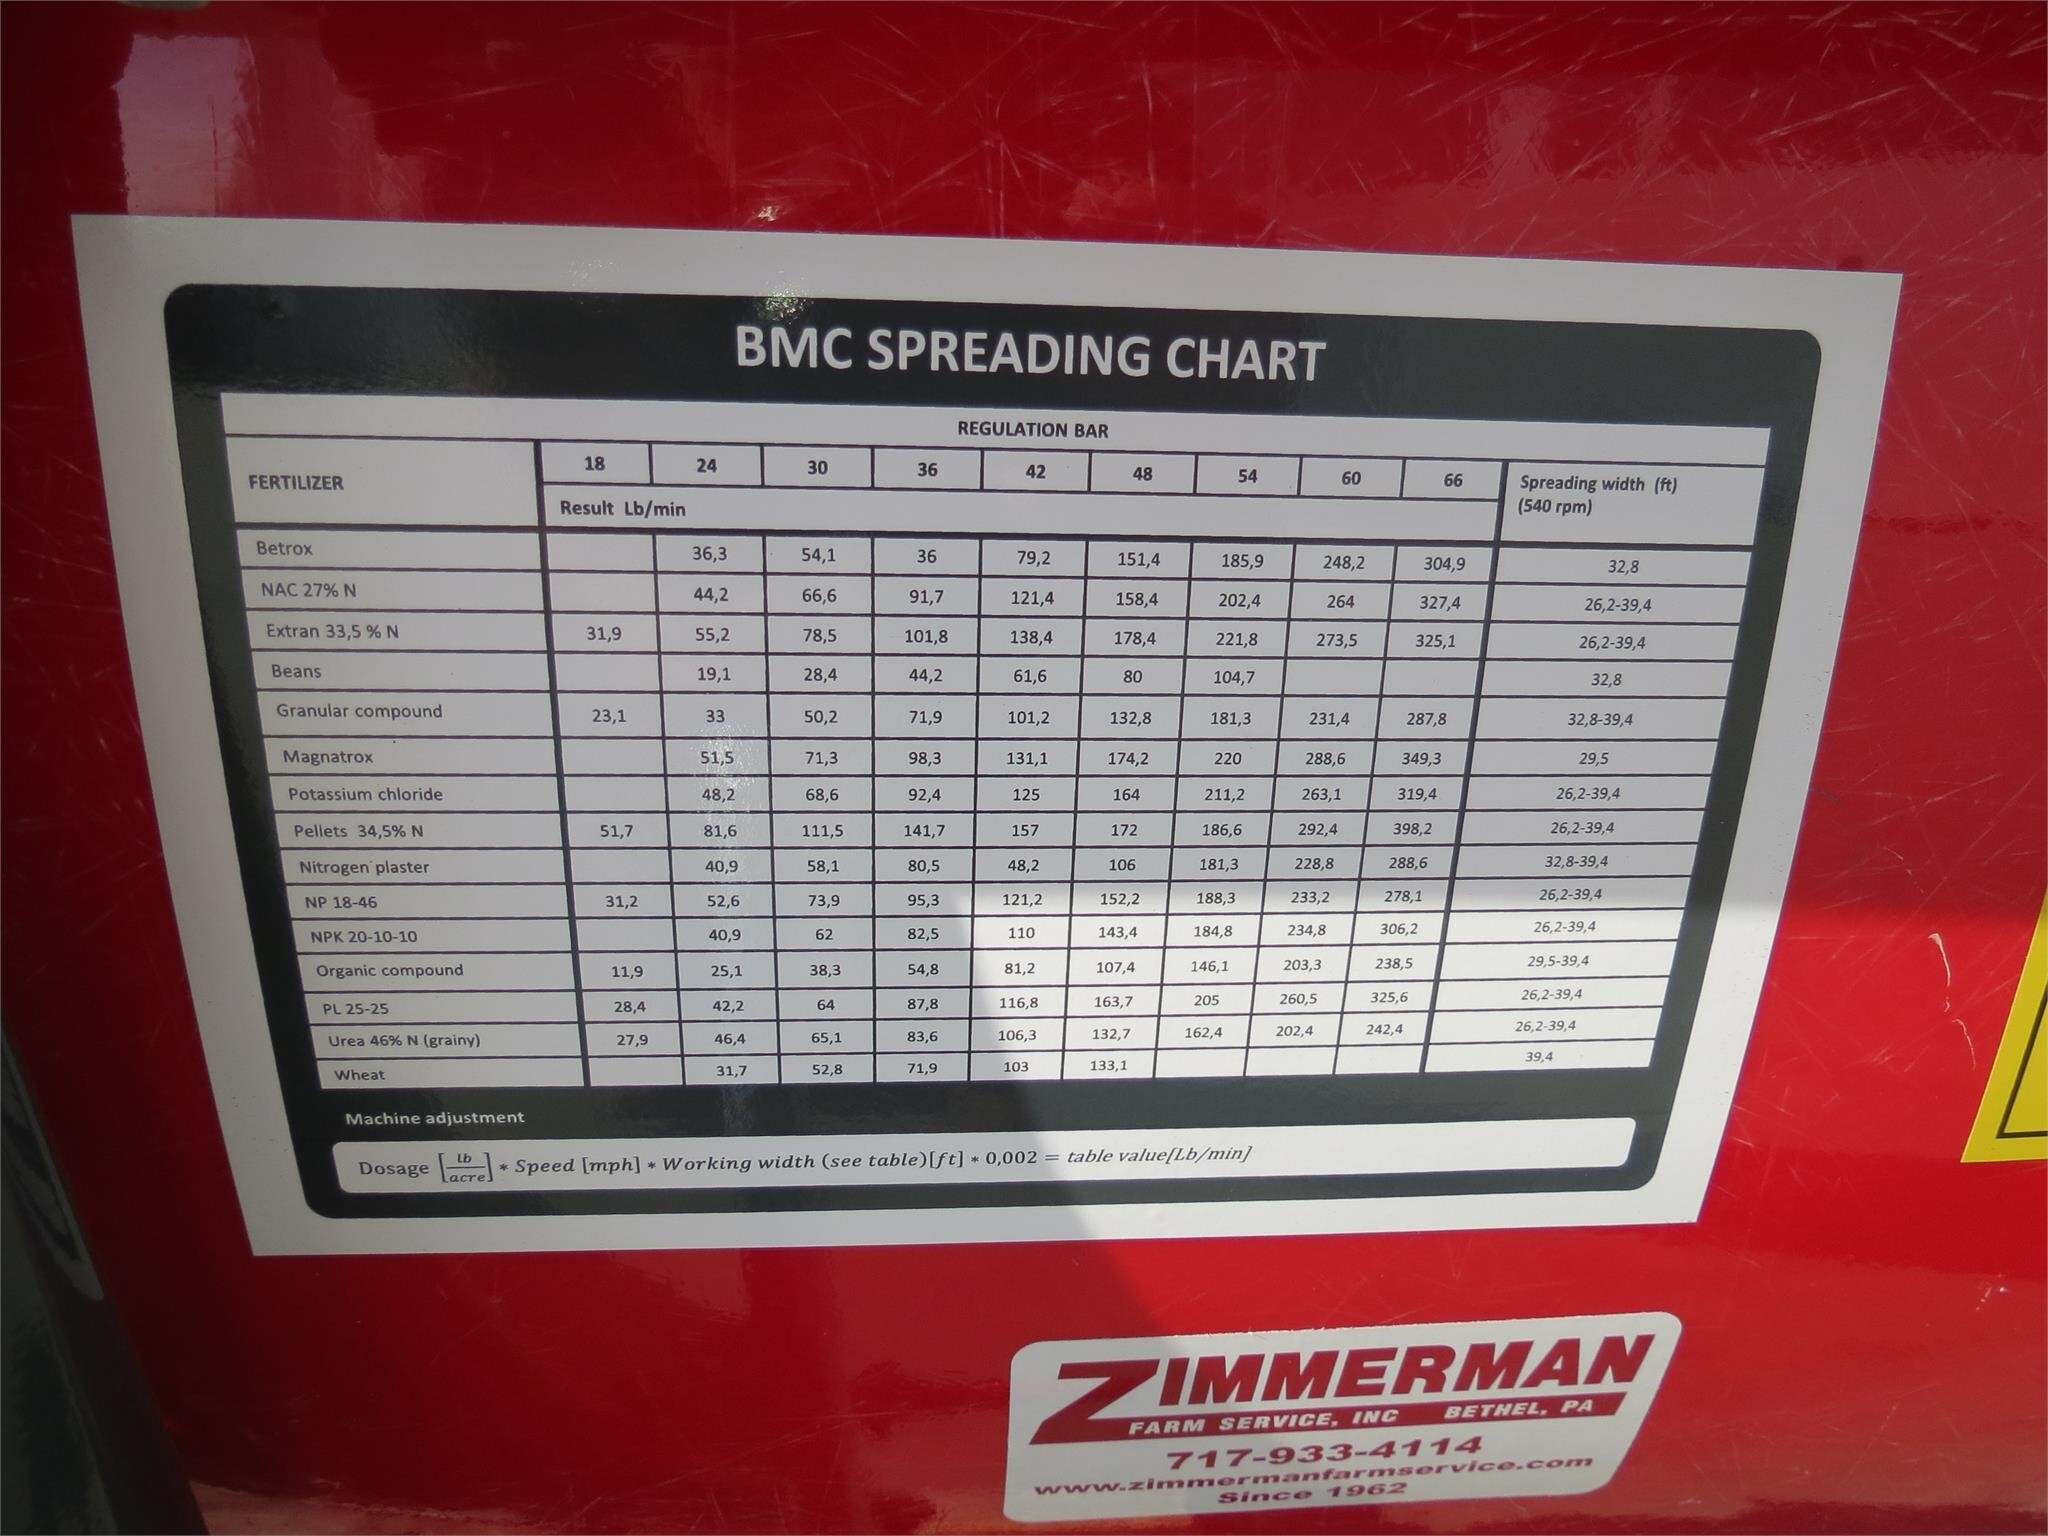 BMC SPREADING CHART
REGULATION BAR
FERTILIZER 18 24 30 36 42 48 54 60 66 Spreading width (ft)
(540 rpm)
Result Lb/min
Betrox 36,3 54,1 36 79,2 151,4 185,9 248,2 304,9 32,8
NAC 27% N 44,2 66,6 91,7 121,4 158,4 202,4 264 327,4 26,2-39,4
Extran 33,5 % N 31,9 55,2 78,5 101,8 138,4 178,4 221,8 273,5 325,1 26,2-39,4
Beans 19,1 28,4 44,2 61,6 80 104,7 32,8
Granular compound 23,1 33 50,2 71,9 101,2 132,8 181,3 231,4 287,8 32,8-39,4
Magnatrox 51,5 71,3 98,3 131,1 174,2 220 288,6 349,3 29,5
Potassium chloride 48,2 68,6 92,4 125 164 211,2 263,1 319,4 26,2-39,4
Pellets 34,5% N 51,7 81,6 111,5 141,7 157 172 186,6 292,4 398,2 26,2-39,4
Nitrogen plaster 40,9 58,1 80,5 48,2 106 181,3 228,8 288,6 32,8-39,4
NP 18-46 31,2 52,6 73,9 95,3 121,2 152,2 188,3 233,2 278,1 26,2-39,4
NPK 20-10-10 40,9 62 82,5 110 143,4 184,8 234,8 306,2 26,2-39,4
Organic compound 11,9 25,1 38,3 54,8 81,2 107,4 146,1 203,3 238,5 29,5-39,4
PL 25-25 28,4 42,2 64 87,8 116,8 163,7 205 260,5 325,6 26,2-39,4
Urea 46% N (grainy) 27,9 46,4 65,1 83,6 106,3 132,7 162,4 202,4 242,4 26,2-39,4
Wheat 31,7 52,8 71,9 103 133,1 39,4
Machine adjustment
Dosage [lb/acre] * Speed [mph] * Working width (see table)[ft] * 0,002 = table value[Lb/min]
ZIMMERMAN
FARM SERVICE, INC BETHEL, PA
717-933-4114
www.zimmermanfarmservice.com
Since 1962